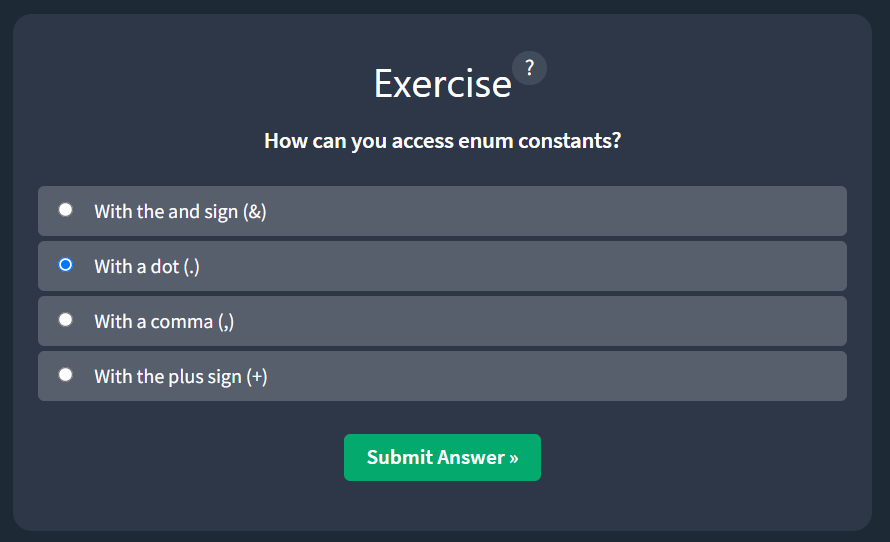 Exercise ?
How can you access enum constants?
With the and sign (&)
With a dot (.)
With a comma (,)
With the plus sign (+)
Submit Answer »